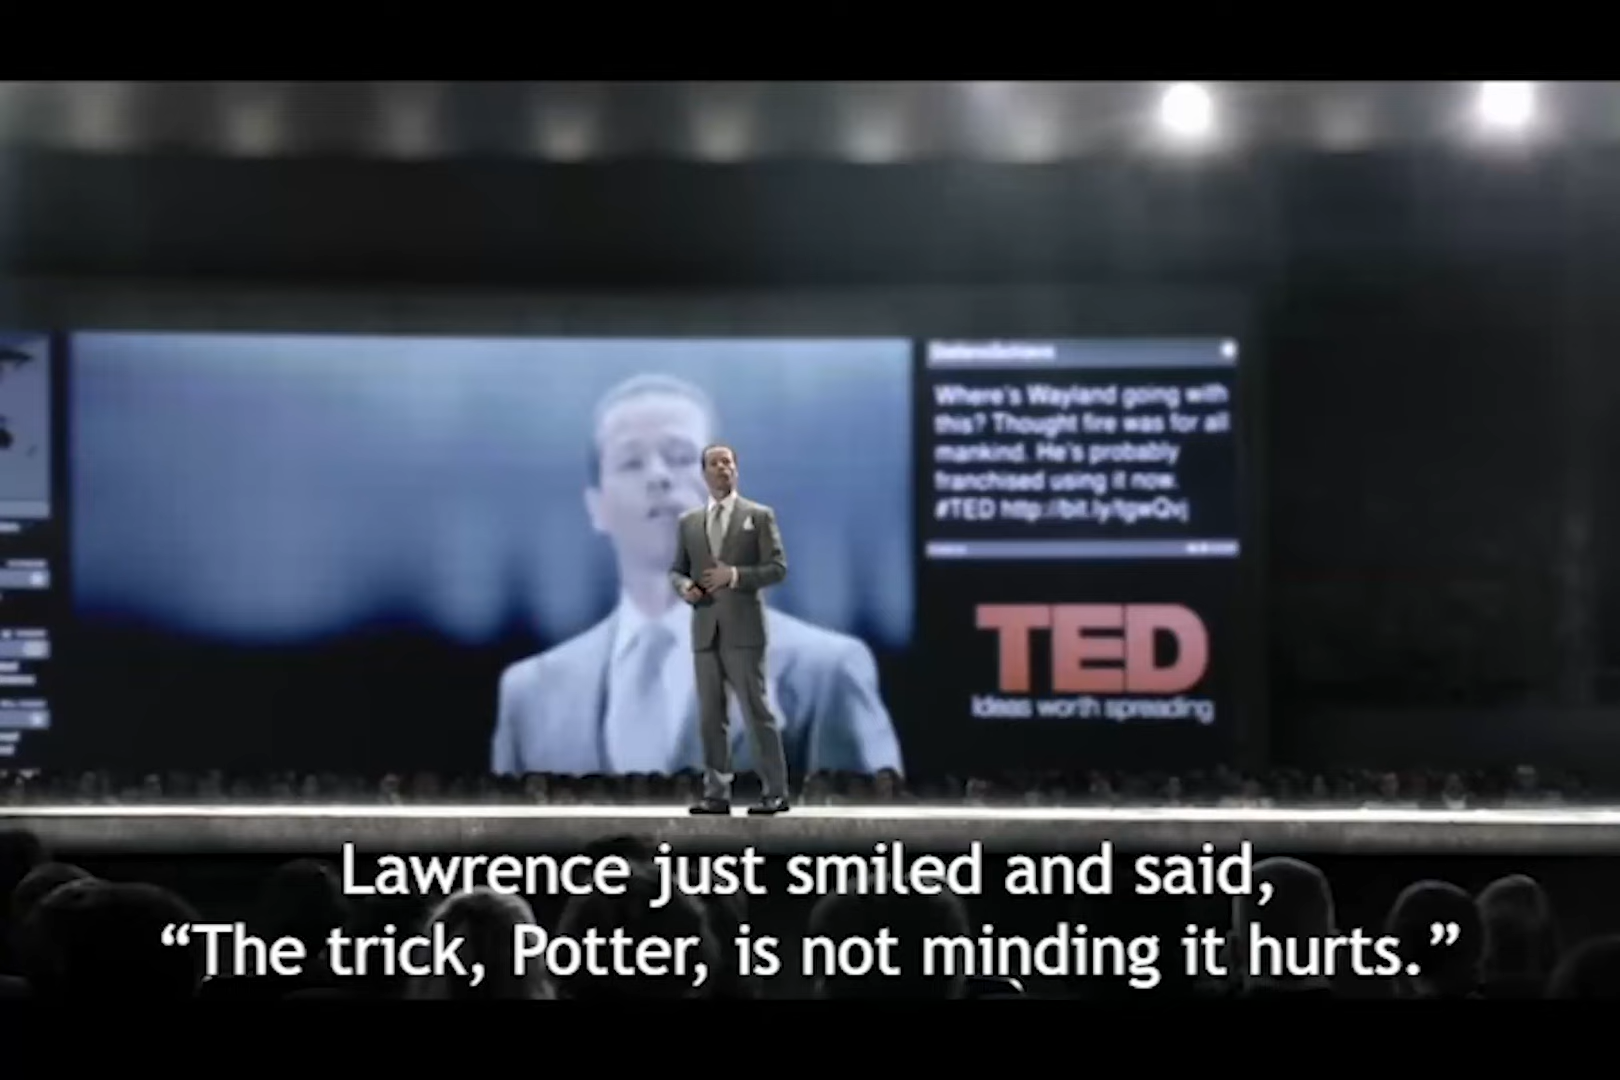 Where's Wayland going with
this? Thought fire was for all
mankind. He's probably
franchised using it now.
#TED
TED
Ideas worth spreading
Lawrence just smiled and said,
“The trick, Potter, is not minding it hurts.”